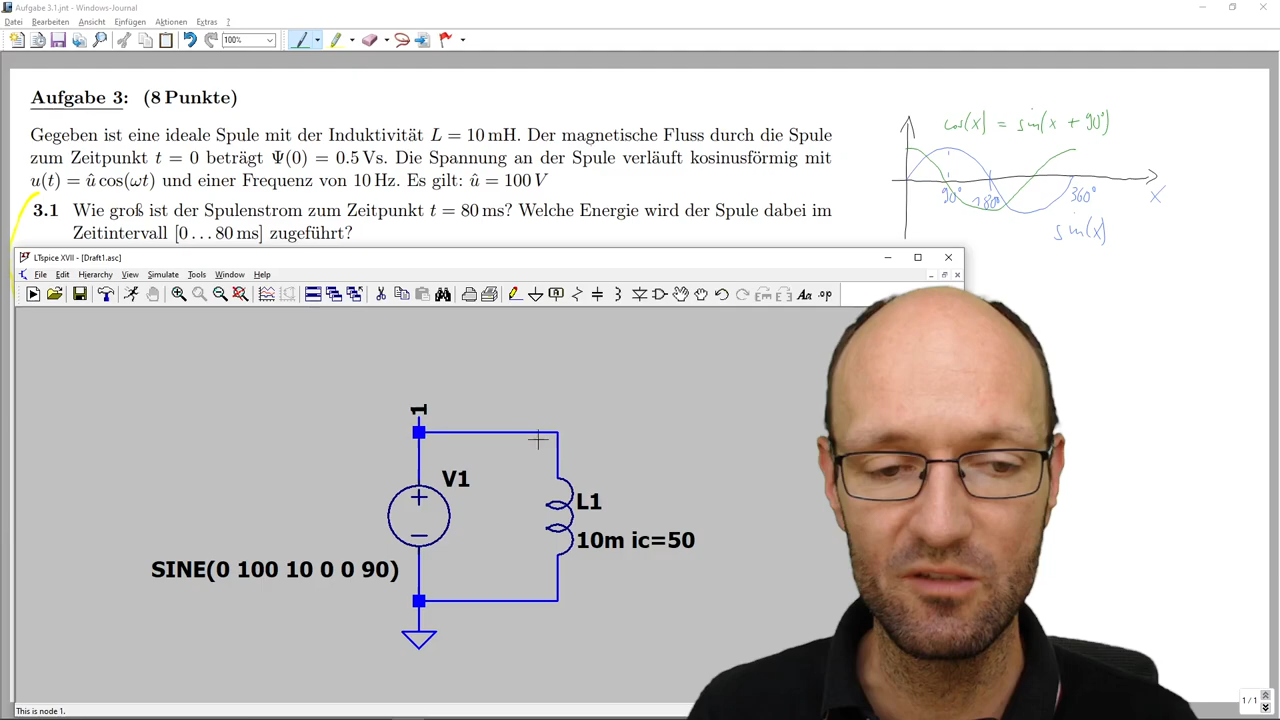 Aufgabe 3.1.jnt - Windows-Journal
Datei Bearbeiten Ansicht Einfügen Aktionen Extras ?
100%
Aufgabe 3: (8 Punkte)
Gegeben ist eine ideale Spule mit der Induktivität L = 10 mH. Der magnetische Fluss durch die Spule
zum Zeitpunkt t = 0 beträgt Ψ(0) = 0.5 Vs. Die Spannung an der Spule verläuft kosinusförmig mit
u(t) = û cos(ωt) und einer Frequenz von 10 Hz. Es gilt: û = 100 V
3.1 Wie groß ist der Spulenstrom zum Zeitpunkt t = 80 ms? Welche Energie wird der Spule dabei im
Zeitintervall [0 … 80 ms] zugeführt?
cos(x) = sin(x + 90°)
90° 180° 360° x
sin(x)
LTspice XVII - [Draft1.asc]
File Edit Hierarchy View Simulate Tools Window Help
Aa .op
1
V1
L1
10m ic=50
SINE(0 100 10 0 0 90)
This is node 1.
1/1